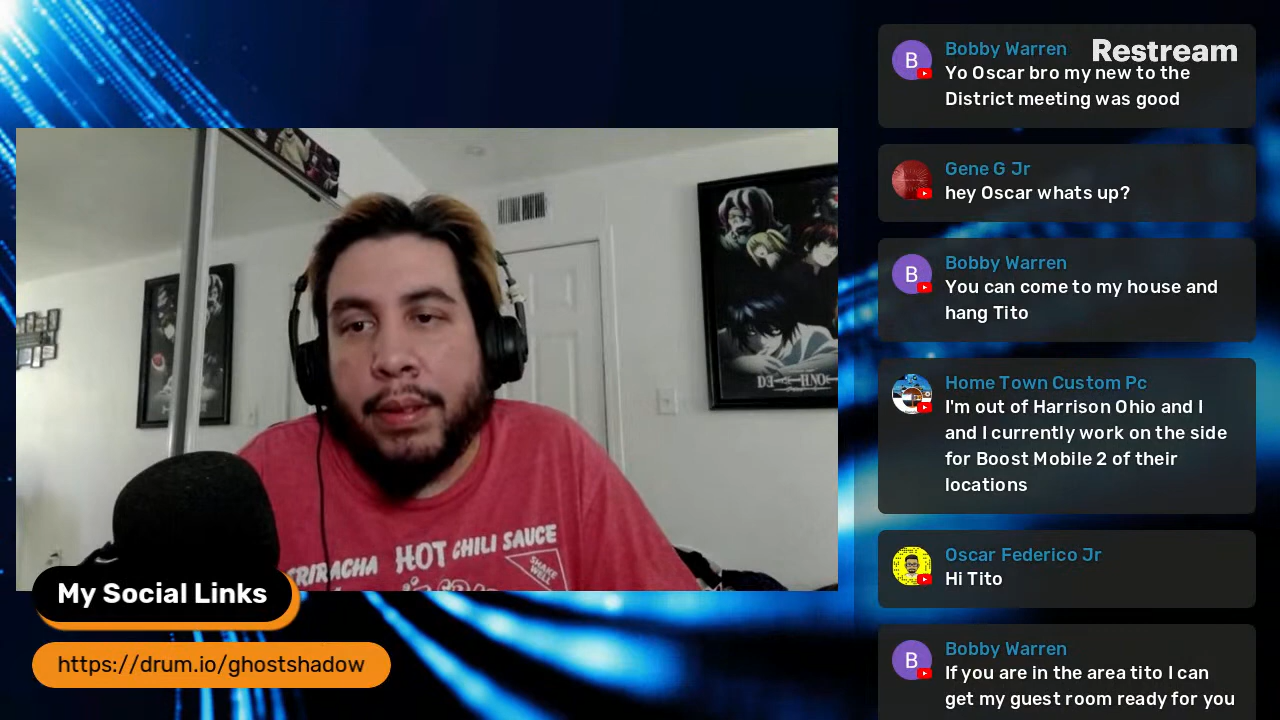 Restream
Bobby Warren
Yo Oscar bro my new to the
District meeting was good
Gene G Jr
hey Oscar whats up?
Bobby Warren
You can come to my house and
hang Tito
Home Town Custom Pc
I'm out of Harrison Ohio and I
and I currently work on the side
for Boost Mobile 2 of their
locations
Oscar Federico Jr
Hi Tito
Bobby Warren
If you are in the area tito I can
get my guest room ready for you
SRIRACHA HOT CHILI SAUCE
SHAKE
WELL
My Social Links
https://drum.io/ghostshadow